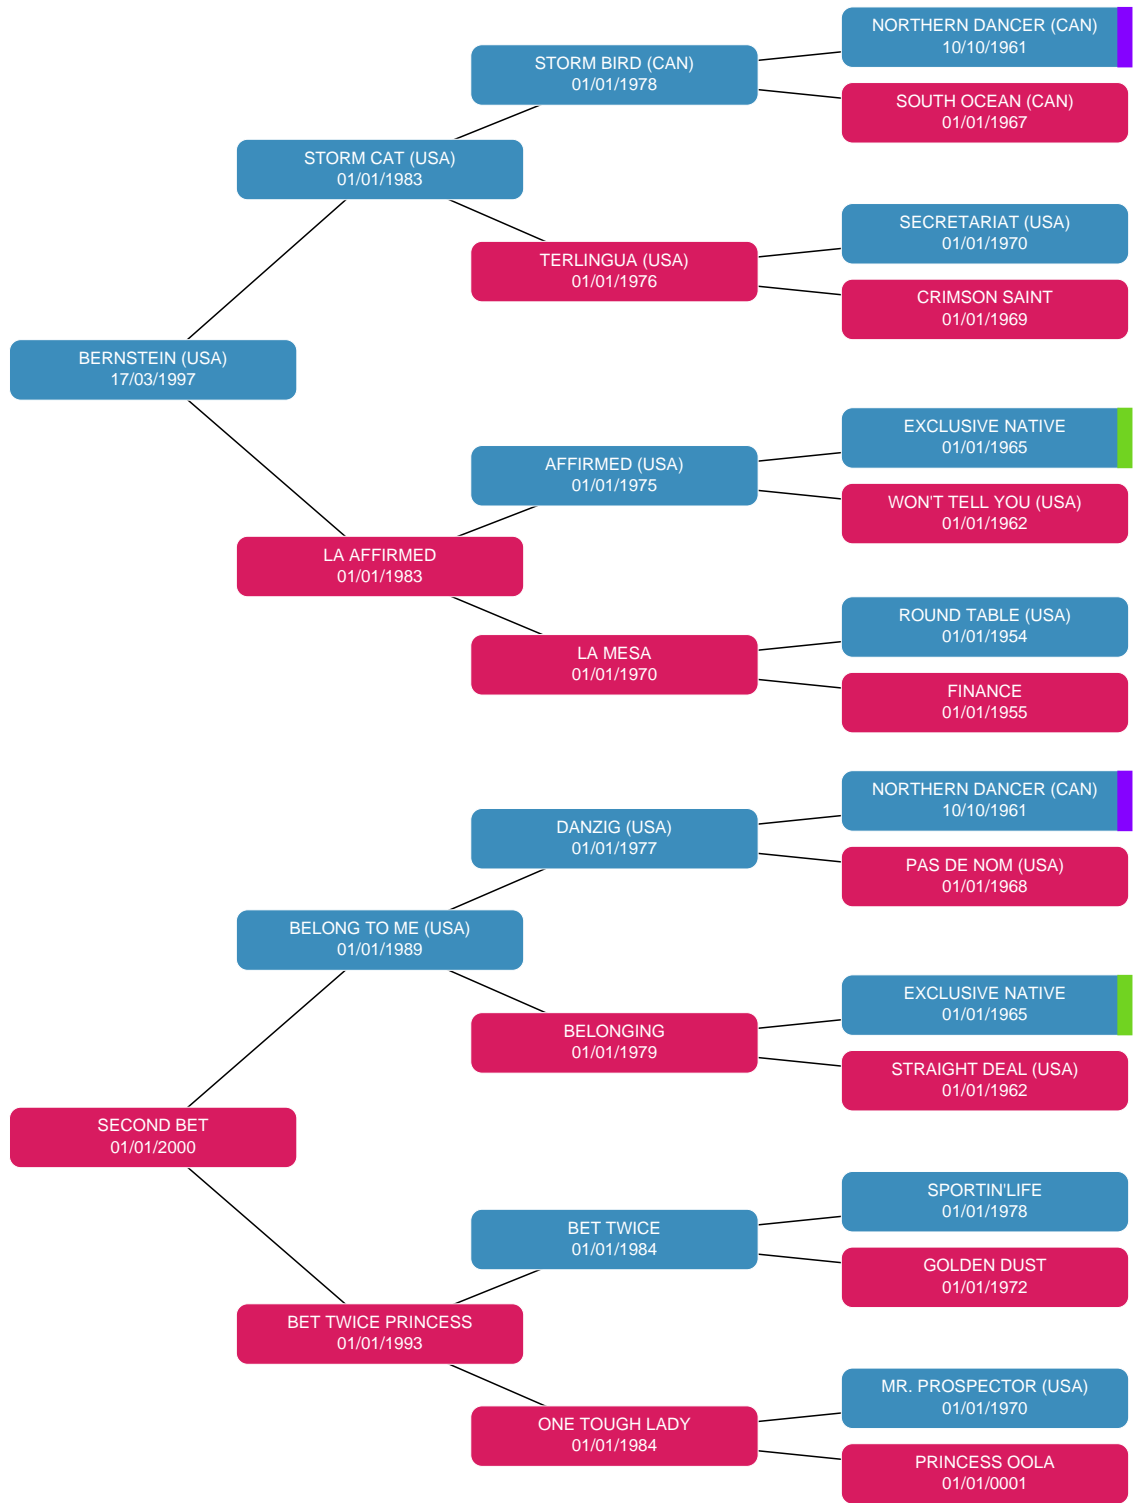 NORTHERN DANCER (CAN)
10/10/1961
STORM BIRD (CAN)
01/01/1978
SOUTH OCEAN (CAN)
01/01/1967
STORM CAT (USA)
01/01/1983
SECRETARIAT (USA)
01/01/1970
TERLINGUA (USA)
01/01/1976
CRIMSON SAINT
01/01/1969
BERNSTEIN (USA)
17/03/1997
EXCLUSIVE NATIVE
01/01/1965
AFFIRMED (USA)
01/01/1975
WON'T TELL YOU (USA)
01/01/1962
LA AFFIRMED
01/01/1983
ROUND TABLE (USA)
01/01/1954
LA MESA
01/01/1970
FINANCE
01/01/1955
NORTHERN DANCER (CAN)
10/10/1961
DANZIG (USA)
01/01/1977
PAS DE NOM (USA)
01/01/1968
BELONG TO ME (USA)
01/01/1989
EXCLUSIVE NATIVE
01/01/1965
BELONGING
01/01/1979
STRAIGHT DEAL (USA)
01/01/1962
SECOND BET
01/01/2000
SPORTIN'LIFE
01/01/1978
BET TWICE
01/01/1984
GOLDEN DUST
01/01/1972
BET TWICE PRINCESS
01/01/1993
MR. PROSPECTOR (USA)
01/01/1970
ONE TOUGH LADY
01/01/1984
PRINCESS OOLA
01/01/0001